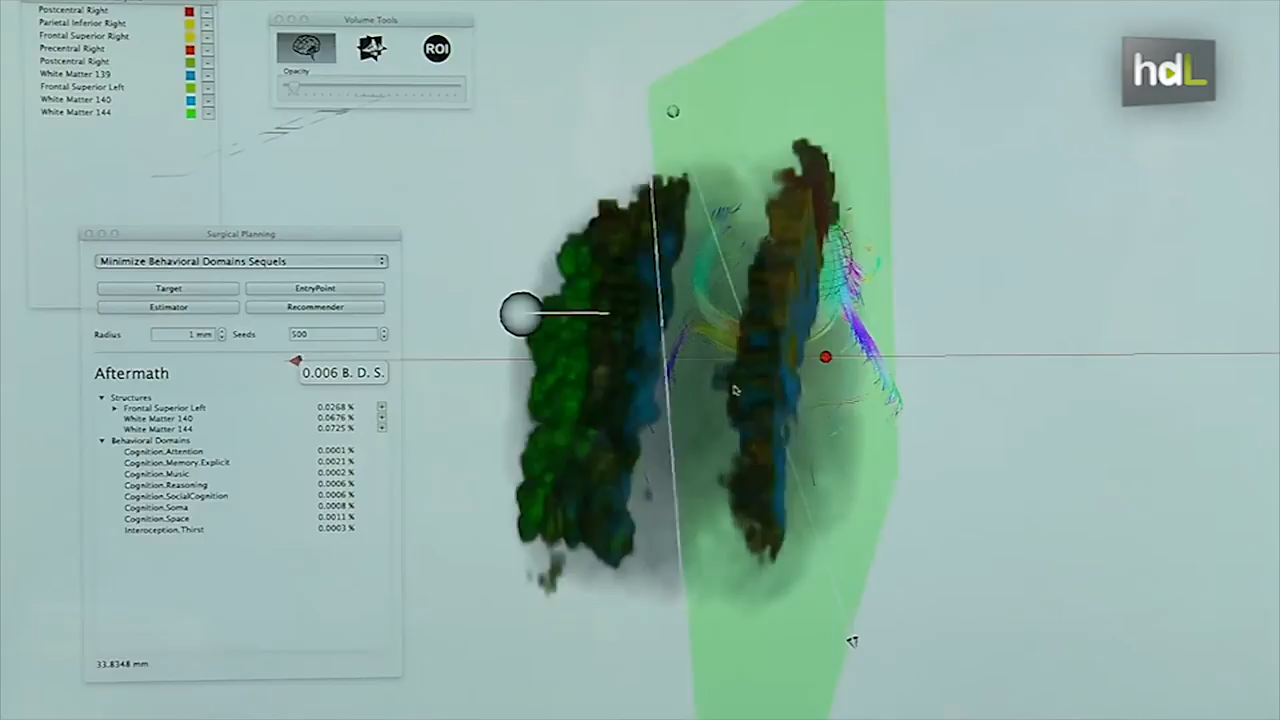 Postcentral Right
Parietal Inferior Right
Frontal Superior Right
Precentral Right
Postcentral Right
White Matter 139
Frontal Superior Left
White Matter 140
White Matter 144
Volume Tools
ROI
Opacity
hdL
Surgical Planning
Minimize Behavioral Domains Sequels
Target EntryPoint
Estimator Recommender
Radius 1 mm Seeds 500
Aftermath 0.006 B. D. S.
Structures
Frontal Superior Left 0.0268 %
White Matter 140 0.0676 %
White Matter 144 0.0725 %
Behavioral Domains
Cognition.Attention 0.0001 %
Cognition.Memory.Explicit 0.0021 %
Cognition.Music 0.0002 %
Cognition.Reasoning 0.0006 %
Cognition.SocialCognition 0.0006 %
Cognition.Soma 0.0008 %
Cognition.Space 0.0011 %
Interoception.Thirst 0.0003 %
33.8348 mm